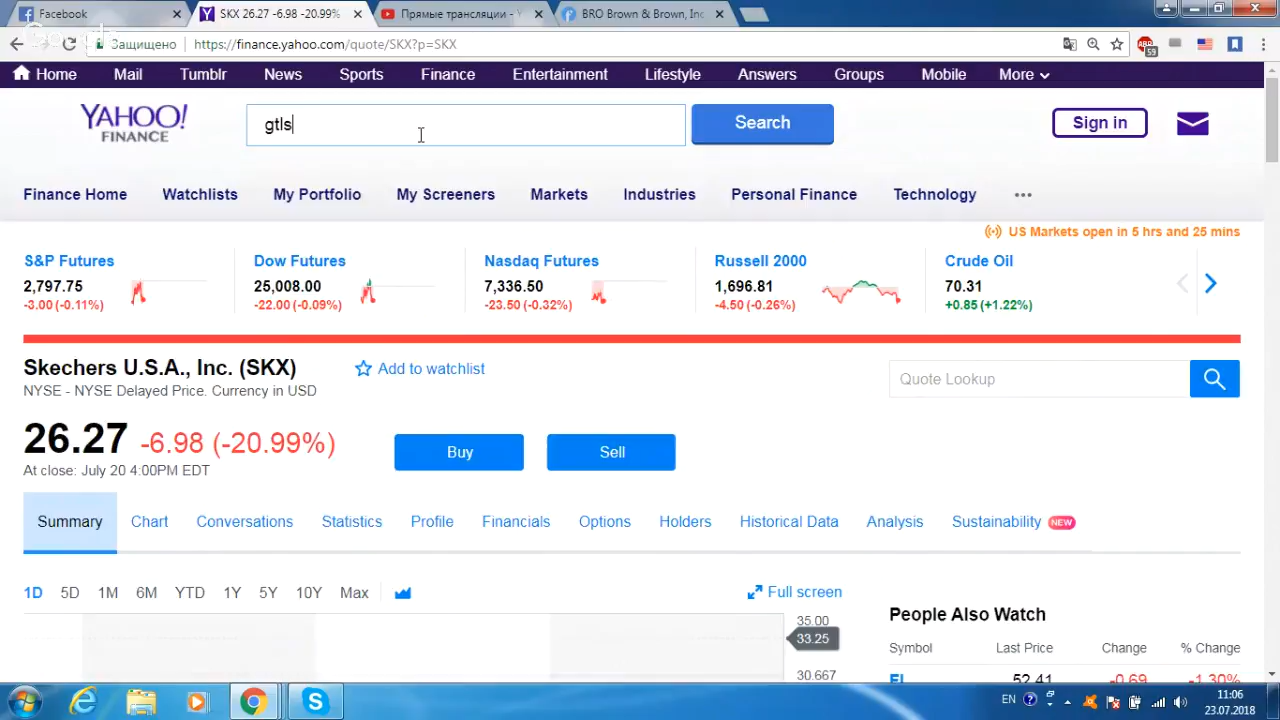 Facebook
SKX 26.27 -6.98 -20.99%
Прямые трансляции - Y
BRO Brown & Brown, Inc.
Защищено
https://finance.yahoo.com/quote/SKX?p=SKX
ABP
59
Home Mail Tumblr News Sports Finance Entertainment Lifestyle Answers Groups Mobile More
YAHOO!
FINANCE
gtls
Search
Sign in
Finance Home Watchlists My Portfolio My Screeners Markets Industries Personal Finance Technology
US Markets open in 5 hrs and 25 mins
S&P Futures
2,797.75
-3.00 (-0.11%)
Dow Futures
25,008.00
-22.00 (-0.09%)
Nasdaq Futures
7,336.50
-23.50 (-0.32%)
Russell 2000
1,696.81
-4.50 (-0.26%)
Crude Oil
70.31
+0.85 (+1.22%)
Skechers U.S.A., Inc. (SKX)
Add to watchlist
NYSE - NYSE Delayed Price. Currency in USD
Quote Lookup
26.27 -6.98 (-20.99%)
At close: July 20 4:00PM EDT
Buy
Sell
Summary Chart Conversations Statistics Profile Financials Options Holders Historical Data Analysis Sustainability NEW
1D 5D 1M 6M YTD 1Y 5Y 10Y Max
Full screen
35.00
33.25
30.667
People Also Watch
Symbol Last Price Change % Change
EL 52.41 -0.69 -1.30%
EN
11:06
23.07.2018